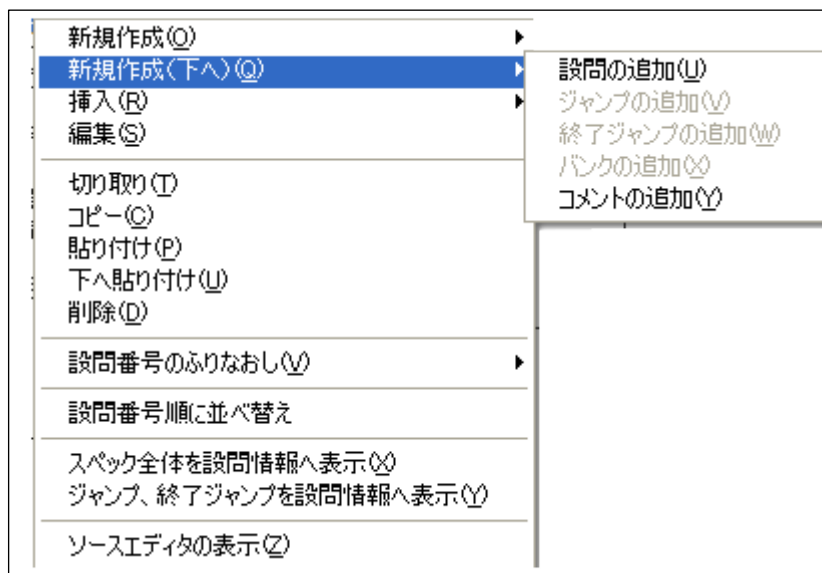 新規作成(O)
新規作成(下へ)(Q)
挿入(R)
編集(S)
切り取り(T)
コピー(C)
貼り付け(P)
下へ貼り付け(U)
削除(D)
設問番号のふりなおし(V)
設問番号順に並べ替え
スペック全体を設問情報へ表示(X)
ジャンプ、終了ジャンプを設問情報へ表示(Y)
ソースエディタの表示(Z)
設問の追加(U)
ジャンプの追加(V)
終了ジャンプの追加(W)
バンクの追加(X)
コメントの追加(Y)